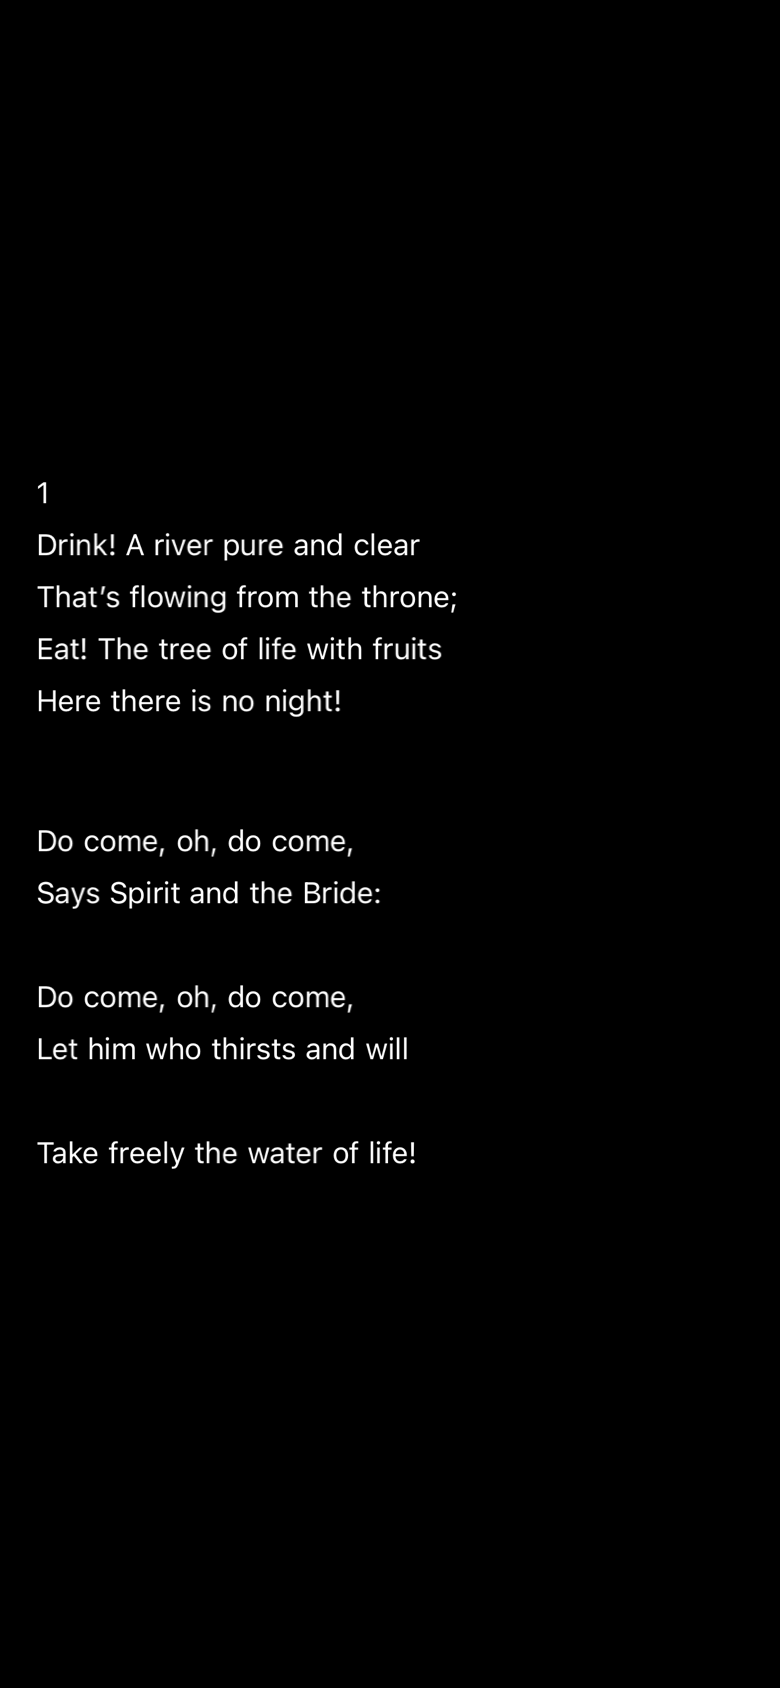 1
Drink! A river pure and clear
That’s flowing from the throne;
Eat! The tree of life with fruits
Here there is no night!
Do come, oh, do come,
Says Spirit and the Bride:
Do come, oh, do come,
Let him who thirsts and will
Take freely the water of life!